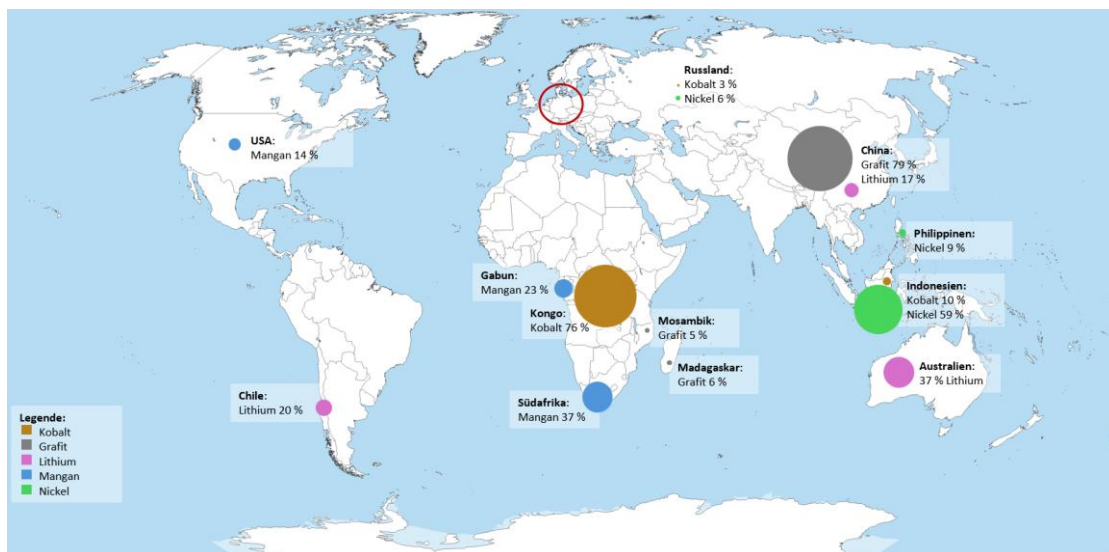 Russland:
Kobalt 3 %
Nickel 6 %
USA:
Mangan 14 %
China:
Grafit 79 %
Lithium 17 %
Philippinen:
Nickel 9 %
Gabun:
Mangan 23 %
Kongo:
Kobalt 76 %
Indonesien:
Kobalt 10 %
Nickel 59 %
Mosambik:
Grafit 5 %
Madagaskar:
Grafit 6 %
Australien:
37 % Lithium
Chile:
Lithium 20 %
Südafrika:
Mangan 37 %
Legende:
Kobalt
Grafit
Lithium
Mangan
Nickel